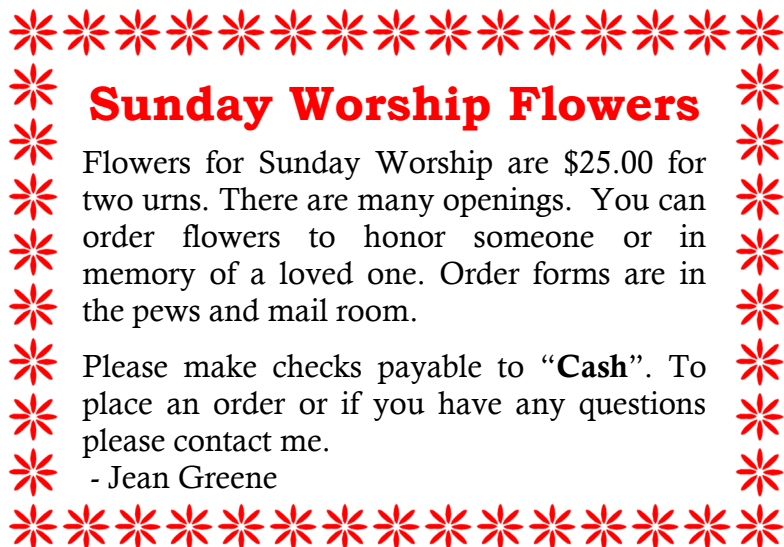 Sunday Worship Flowers
Flowers for Sunday Worship are $25.00 for
two urns. There are many openings.  You can
order flowers to honor someone or in
memory of a loved one. Order forms are in
the pews and mail room.
Please make checks payable to “Cash”. To
place an order or if you have any questions
please contact me.
- Jean Greene